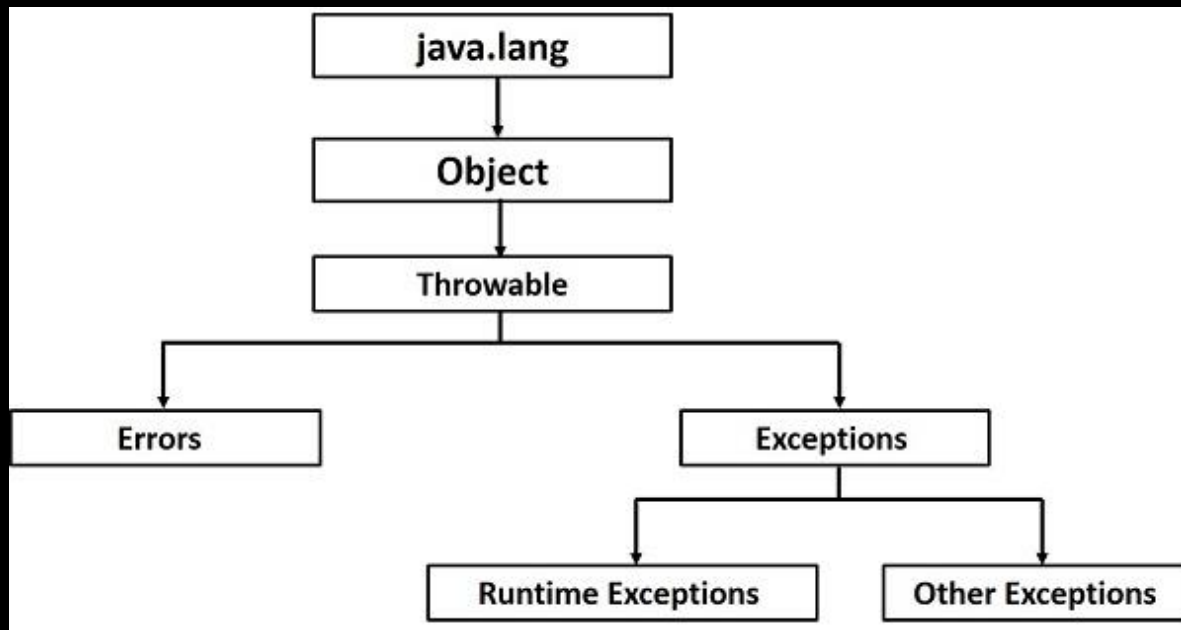 java.lang
Object
Throwable
Errors
Exceptions
Runtime Exceptions
Other Exceptions